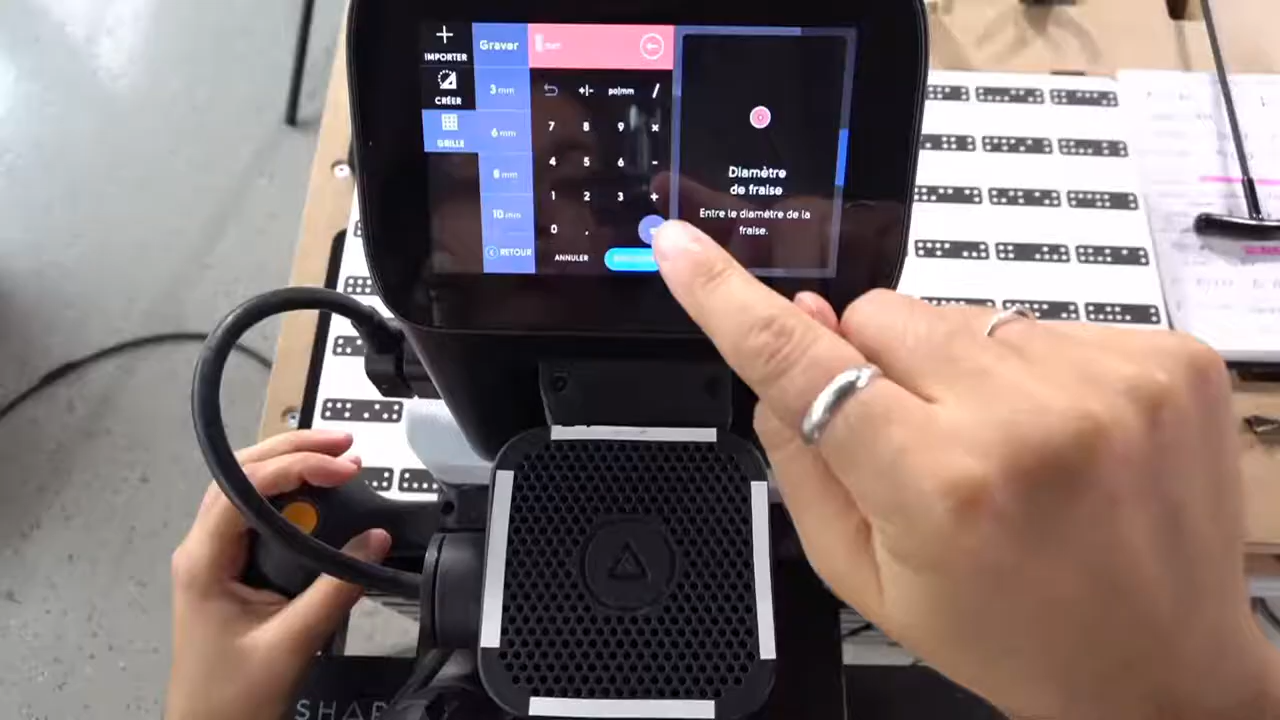 IMPORTER
CRÉER
GRILLE
Graver
3 mm
6 mm
8 mm
10 mm
RETOUR
mm
+|- po|mm /
7 8 9 x
4 5 6 -
1 2 3 +
0 .
ANNULER
Diamètre
de fraise
Entre le diamètre de la
fraise.